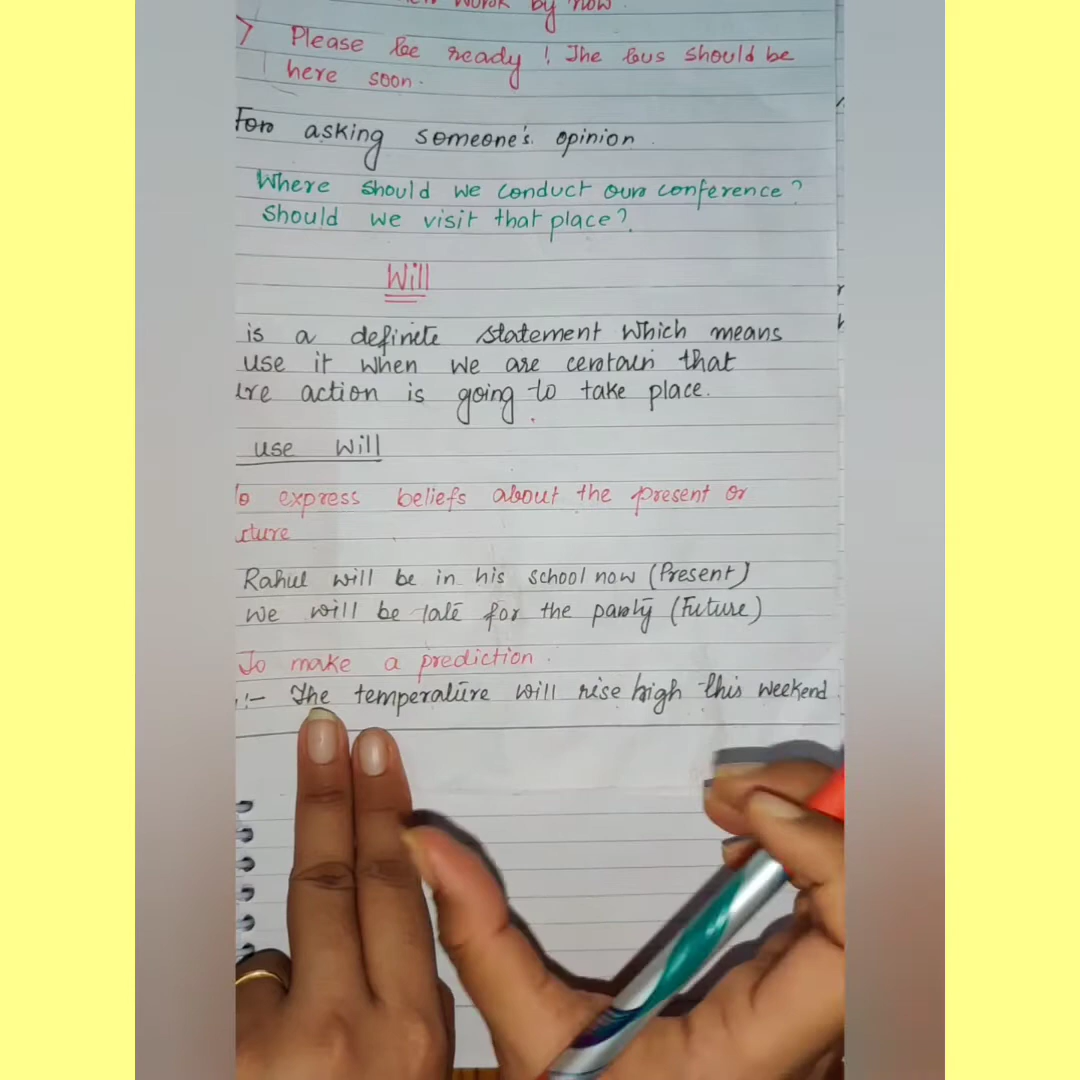 work by now.
> Please be ready! The bus should be
here soon.
For asking someone's opinion.
Where should we conduct our conference?
Should we visit that place?
Will
is a definite statement which means
use it when we are certain that
action is going to take place.
use Will
To express beliefs about the present or
Rahul will be in his school now (Present)
We will be late for the party (Future)
To make a prediction.
:- The temperature will rise high this weekend.